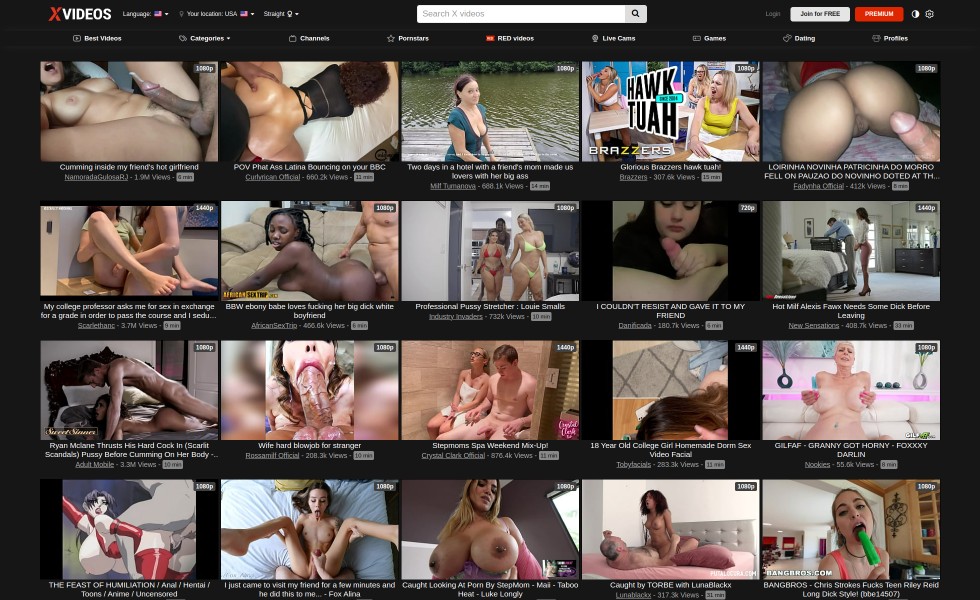 XVIDEOS
Language:
Your location: USA
Straight
Search X videos
Login
Join for FREE
PREMIUM
Best Videos
Categories
Channels
Pornstars
RED videos
Live Cams
Games
Dating
Profiles
1080p
Cumming inside my friend's hot girlfriend
NamoradaGulosaRJ - 1.9M Views - 6 min
1080p
POV Phat Ass Latina Bouncing on your BBC
Curlvrican Official - 660.2k Views - 11 min
1080p
Two days in a hotel with a friend's mom made us
lovers with her big ass
Milf Tumanova - 688.1k Views - 14 min
1080p
HAWK
TUAH
BRAZZERS
Glorious Brazzers hawk tuah!
Brazzers - 307.6k Views - 15 min
1080p
LOIRINHA NOVINHA PATRICINHA DO MORRO
FELL ON PAUZAO DO NOVINHO DOTED AT TH...
Fadynha Official - 412k Views - 6 min
1440p
My college professor asks me for sex in exchange
for a grade in order to pass the course and I sedu...
Scarlethanc - 3.7M Views - 9 min
1080p
AFRICANSEXTRIP
BBW ebony babe loves fucking her big dick white
boyfriend
AfricanSexTrip - 466.6k Views - 6 min
1080p
Professional Pussy Stretcher : Louie Smalls
Industry Invaders - 732k Views - 10 min
720p
I COULDN'T RESIST AND GAVE IT TO MY
FRIEND
Danificada - 180.7k Views - 6 min
1440p
Hot Milf Alexis Fawx Needs Some Dick Before
Leaving
New Sensations - 408.7k Views - 33 min
1080p
Sweet Sinner
Ryan Mclane Thrusts His Hard Cock In (Scarlit
Scandals) Pussy Before Cumming On Her Body -..
Adult Mobile - 3.3M Views - 10 min
1080p
Wife hard blowjob for stranger
Rossamilf Official - 208.3k Views - 10 min
1440p
Crystal
Clark
Stepmoms Spa Weekend Mix-Up!
Crystal Clark Official - 876.4k Views - 11 min
1440p
18 Year Old College Girl Homemade Dorm Sex
Video Facial
Tobyfacials - 283.3k Views - 11 min
1080p
GILFAF - GRANNY GOT HORNY - FOXXXY
DARLIN
Nookies - 55.6k Views - 8 min
1080p
THE FEAST OF HUMILIATION / Anal / Hentai /
Toons / Anime / Uncensored
1080p
I just came to visit my friend for a few minutes and
he did this to me... - Fox Alina
1080p
Caught Looking At Porn By StepMom - Maii - Taboo
Heat - Luke Longly
1080p
Caught by TORBE with LunaBlackx
Lunablackx - 317.3k Views - 31 min
1080p
BANGBROS.COM
BANGBROS - Chris Strokes Fucks Teen Riley Reid
Long Dick Style! (bbe14507)